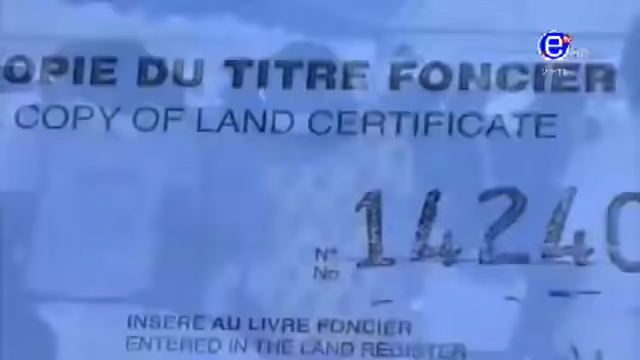 OPIE DU TITRE FONCIER
COPY OF LAND CERTIFICATE
N°
No 14240
INSERE AU LIVRE FONCIER
ENTERED IN THE LAND REGISTER